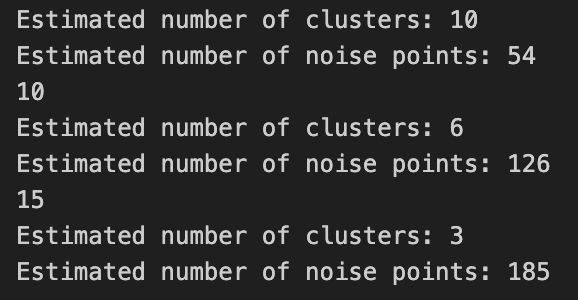 Estimated number of clusters: 10
Estimated number of noise points: 54
10
Estimated number of clusters: 6
Estimated number of noise points: 126
15
Estimated number of clusters: 3
Estimated number of noise points: 185